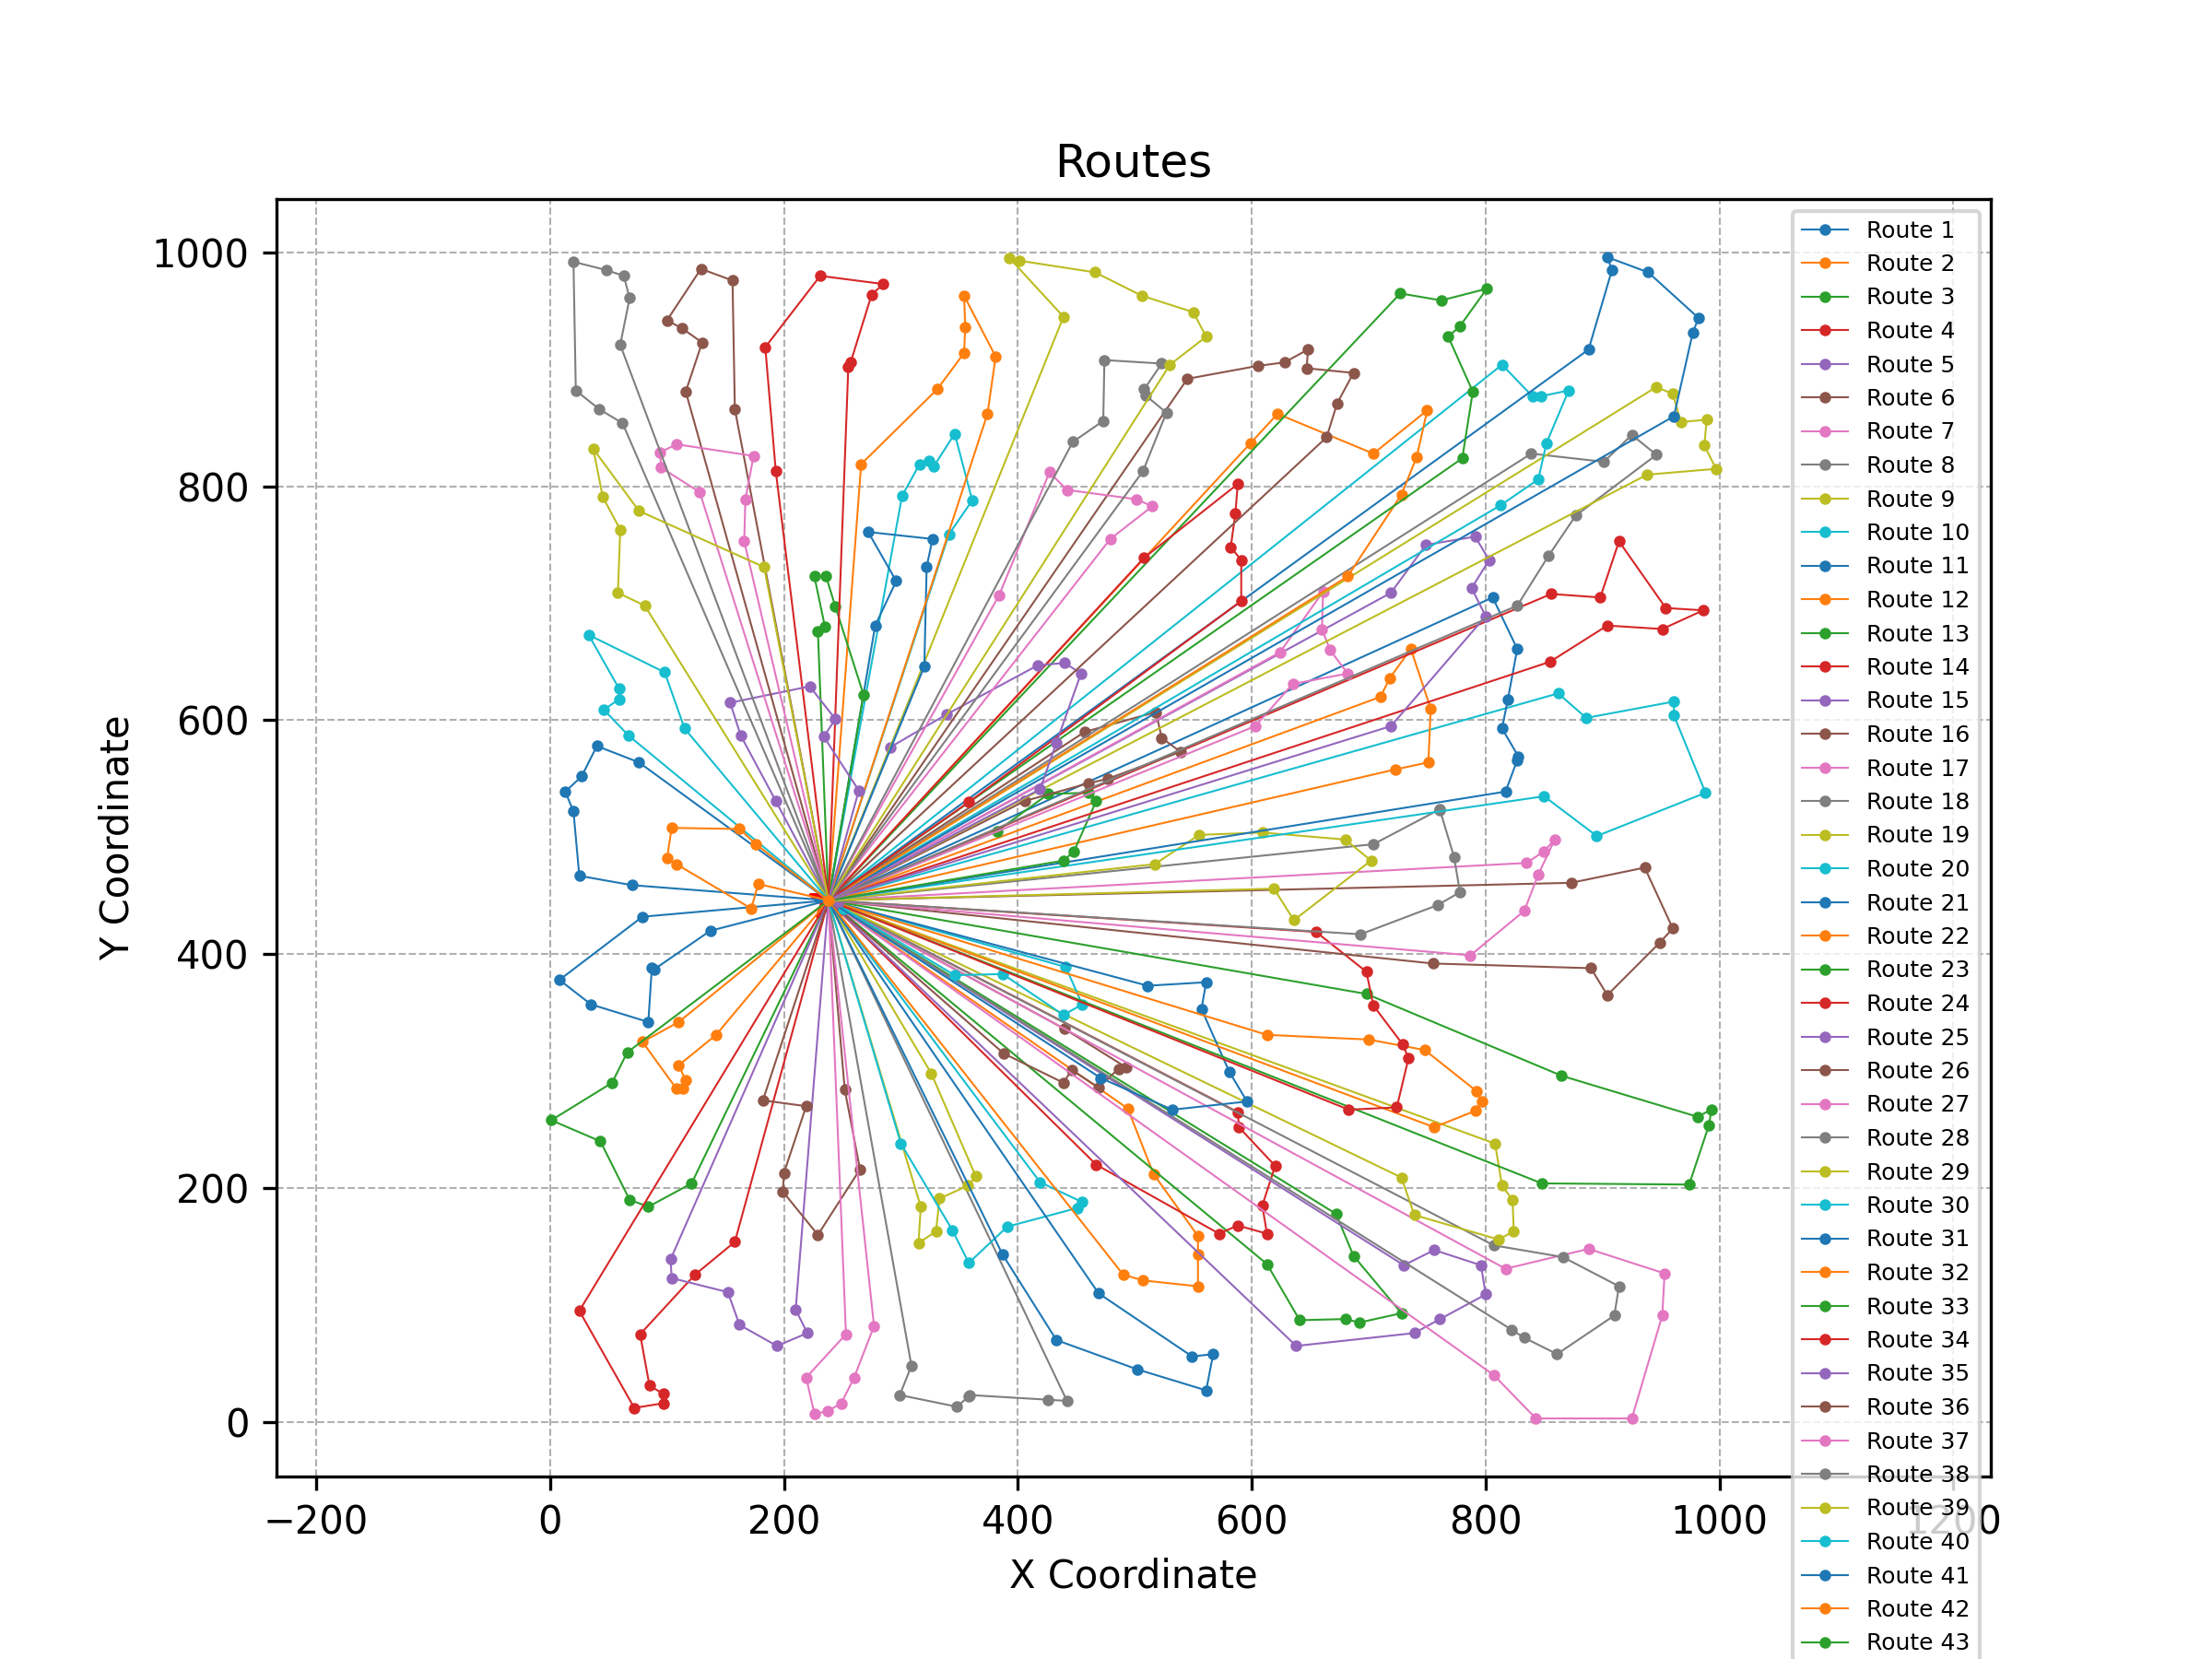 Routes
1000
800
600
400
200
0
Y Coordinate
−200 0 200 400 600 800 1000 1200
X Coordinate
Route 1
Route 2
Route 3
Route 4
Route 5
Route 6
Route 7
Route 8
Route 9
Route 10
Route 11
Route 12
Route 13
Route 14
Route 15
Route 16
Route 17
Route 18
Route 19
Route 20
Route 21
Route 22
Route 23
Route 24
Route 25
Route 26
Route 27
Route 28
Route 29
Route 30
Route 31
Route 32
Route 33
Route 34
Route 35
Route 36
Route 37
Route 38
Route 39
Route 40
Route 41
Route 42
Route 43